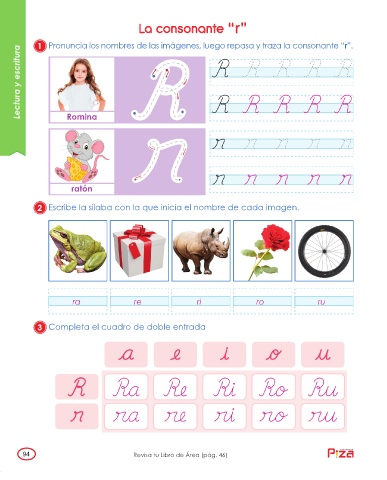 La consonante “r”
Lectura y escritura
1 Pronuncia los nombres de las imágenes, luego repasa y traza la consonante “r”.
Romina
R
R R R R R
R R R R R
ratón
r
r r r r r
r r r r r
2 Escribe la sílaba con la que inicia el nombre de cada imagen.
ra re ri ro ru
3 Completa el cuadro de doble entrada
a e i o u
R Ra Re Ri Ro Ru
r ra re ri ro ru
94
Revisa tu Libro de Área (pág. 46)